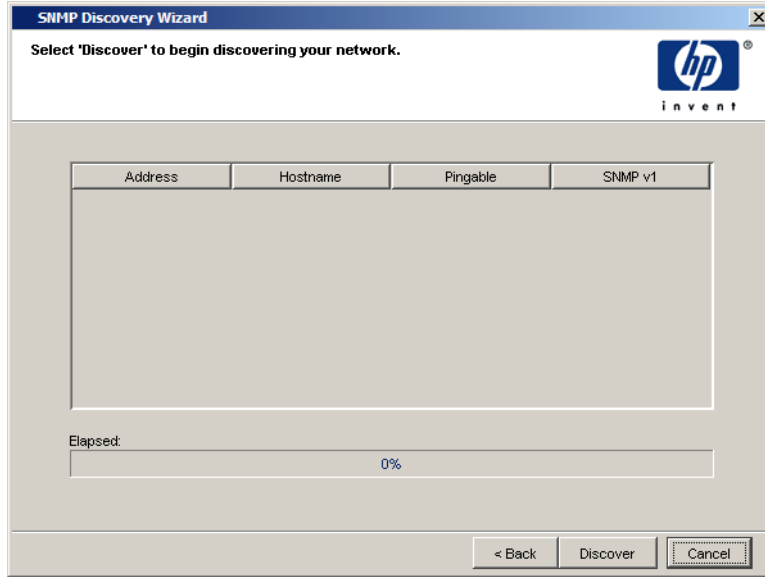 SNMP Discovery Wizard
Select 'Discover' to begin discovering your network.
hp ®
invent
Address Hostname Pingable SNMP v1
Elapsed:
0%
< Back Discover Cancel